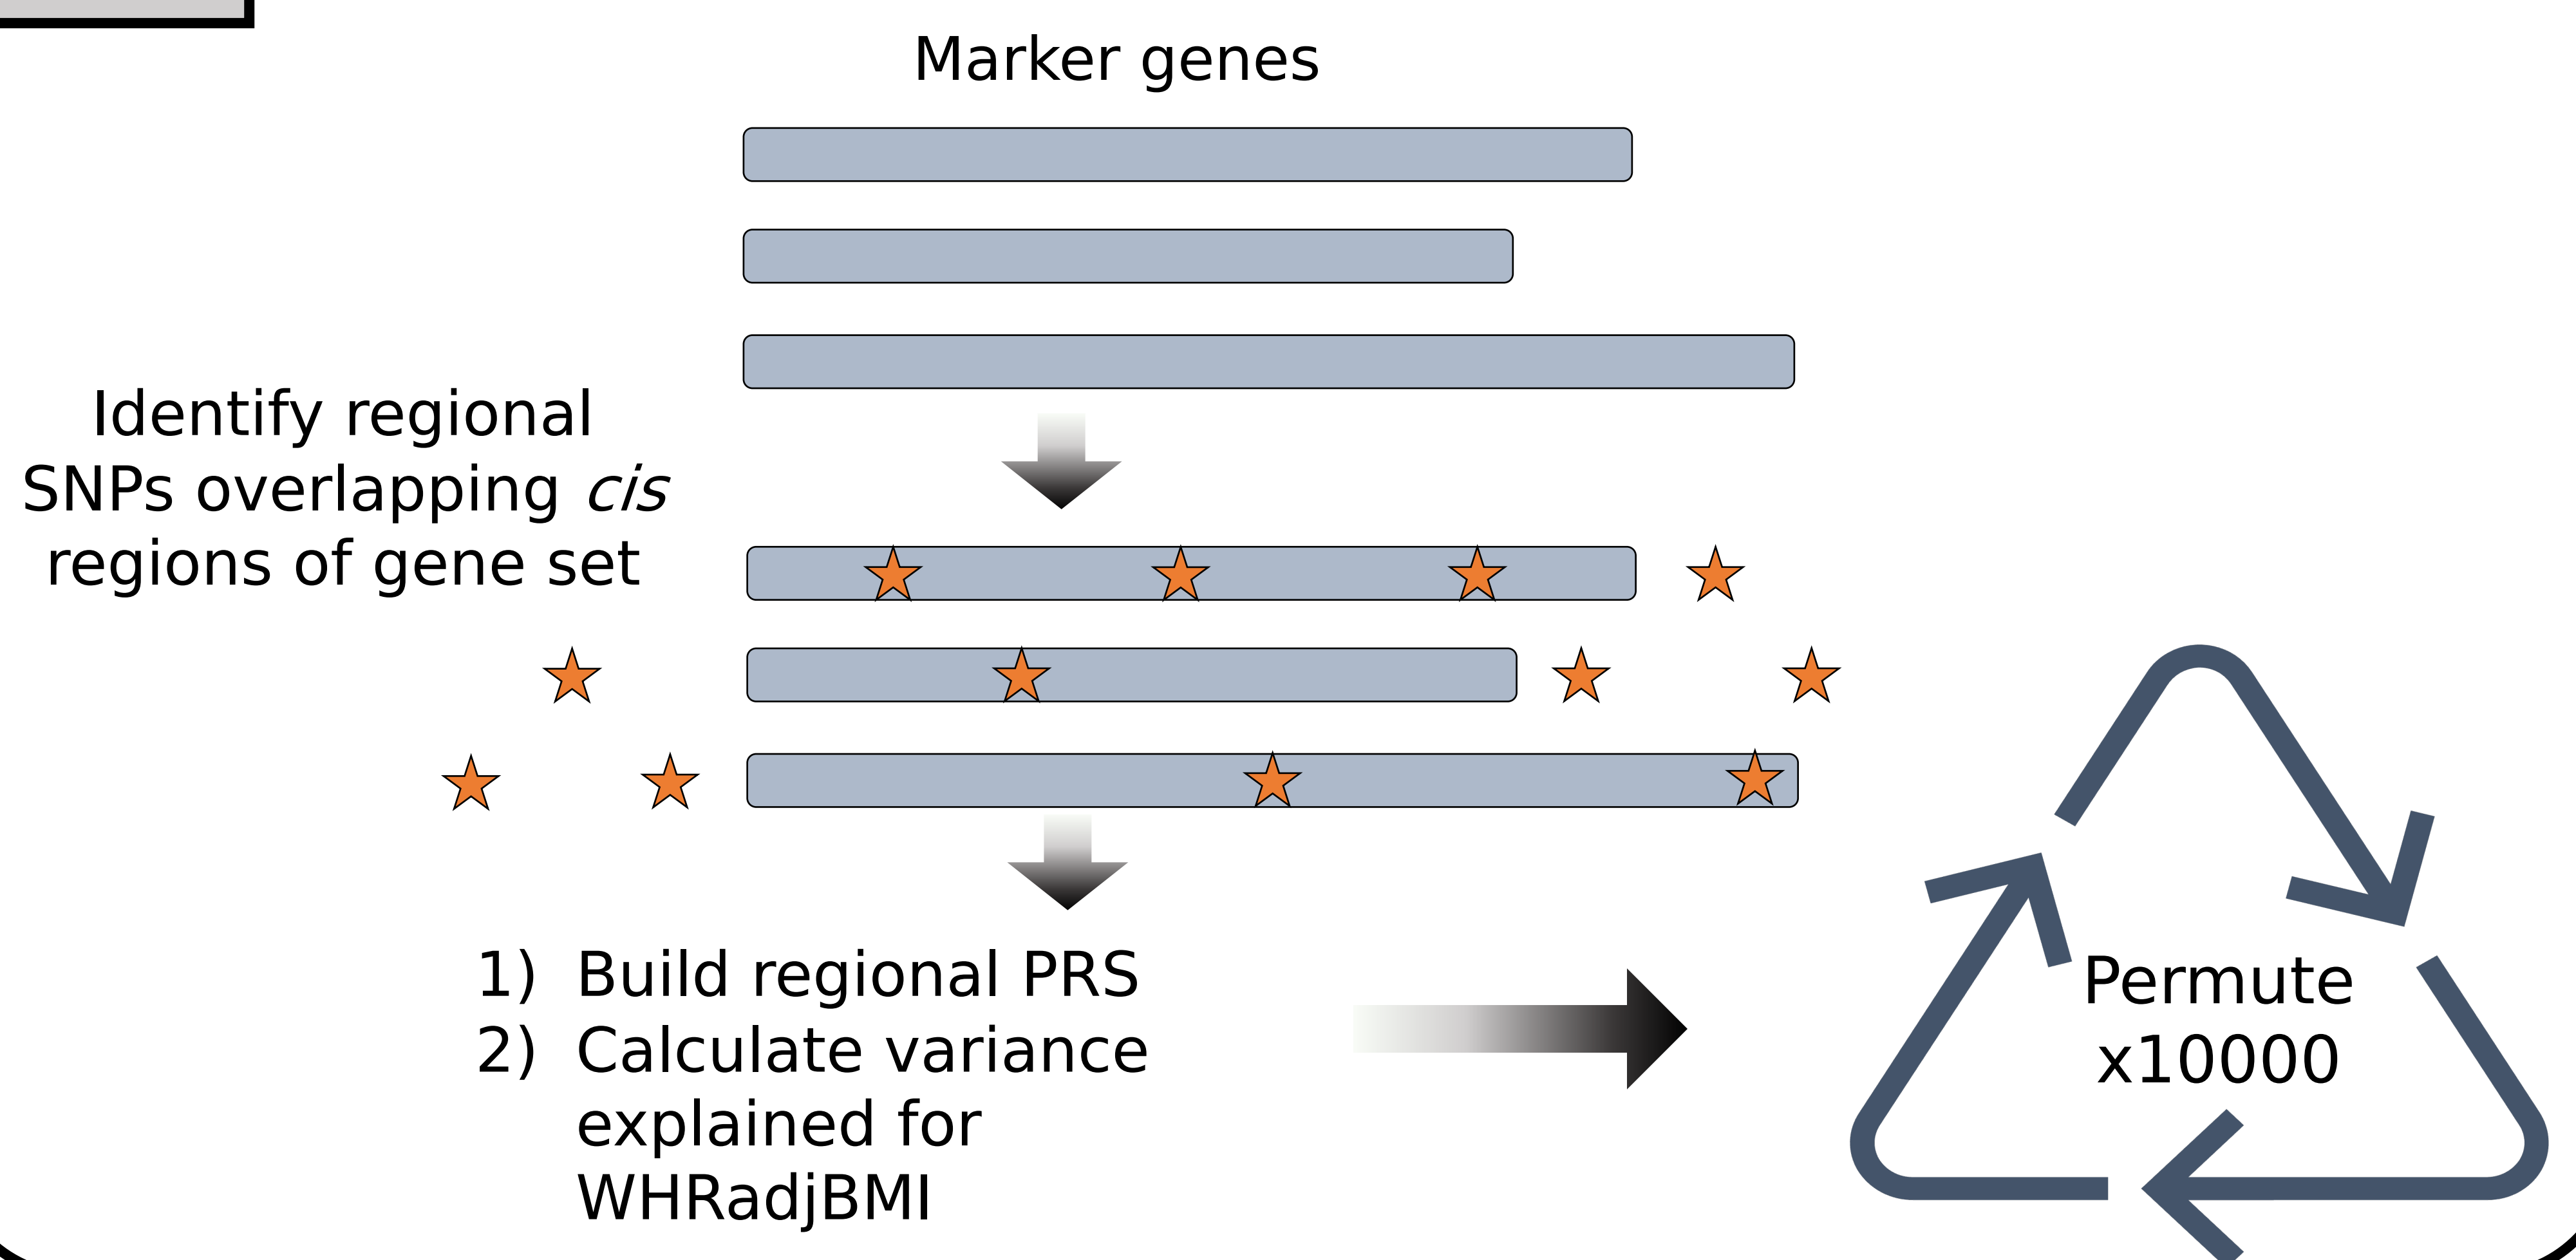 Marker genes
Identify regional
SNPs overlapping cis
regions of gene set
1) Build regional PRS
2) Calculate variance
explained for
WHRadjBMI
Permute
x10000